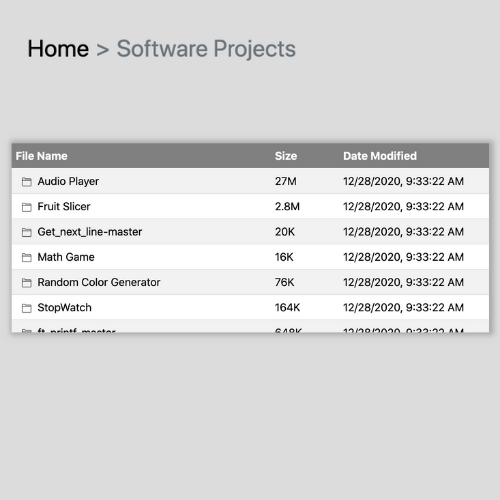 Home > Software Projects
File Name Size Date Modified
Audio Player 27M 12/28/2020, 9:33:22 AM
Fruit Slicer 2.8M 12/28/2020, 9:33:22 AM
Get_next_line-master 20K 12/28/2020, 9:33:22 AM
Math Game 16K 12/28/2020, 9:33:22 AM
Random Color Generator 76K 12/28/2020, 9:33:22 AM
StopWatch 164K 12/28/2020, 9:33:22 AM
ft_printf-master 648K 12/28/2020, 9:33:22 AM